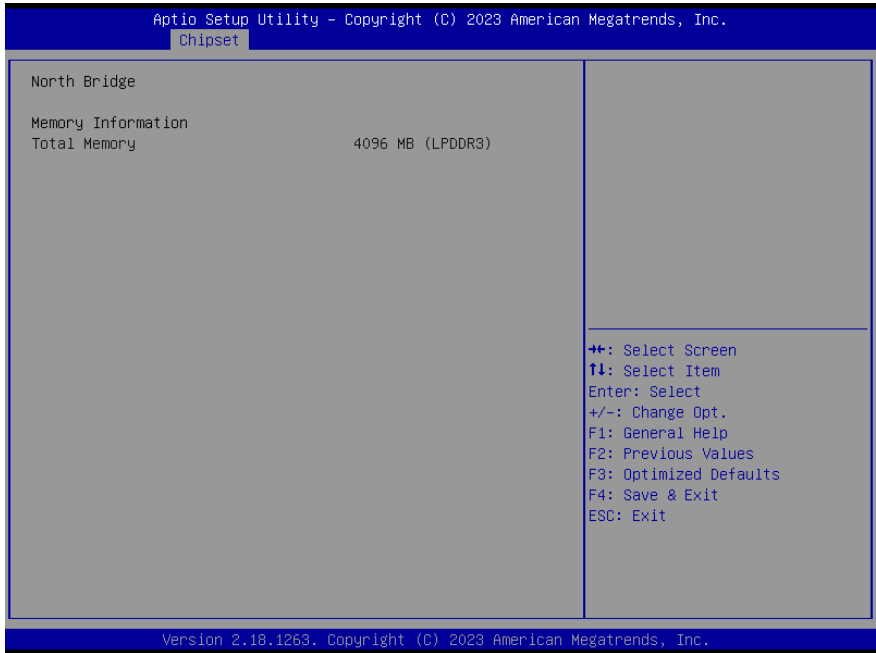 Aptio Setup Utility – Copyright (C) 2023 American Megatrends, Inc.
Chipset
North Bridge
Memory Information
Total Memory 4096 MB (LPDDR3)
→←: Select Screen
↑↓: Select Item
Enter: Select
+/-: Change Opt.
F1: General Help
F2: Previous Values
F3: Optimized Defaults
F4: Save & Exit
ESC: Exit
Version 2.18.1263. Copyright (C) 2023 American Megatrends, Inc.